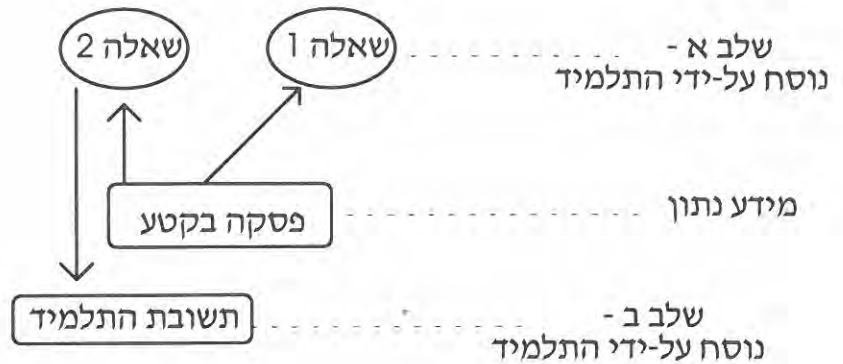 שלב א -
נוסח על-ידי התלמיד
שאלה 1
שאלה 2
מידע נתון
פסקה בקטע
שלב ב -
נוסח על-ידי התלמיד
תשובת התלמיד